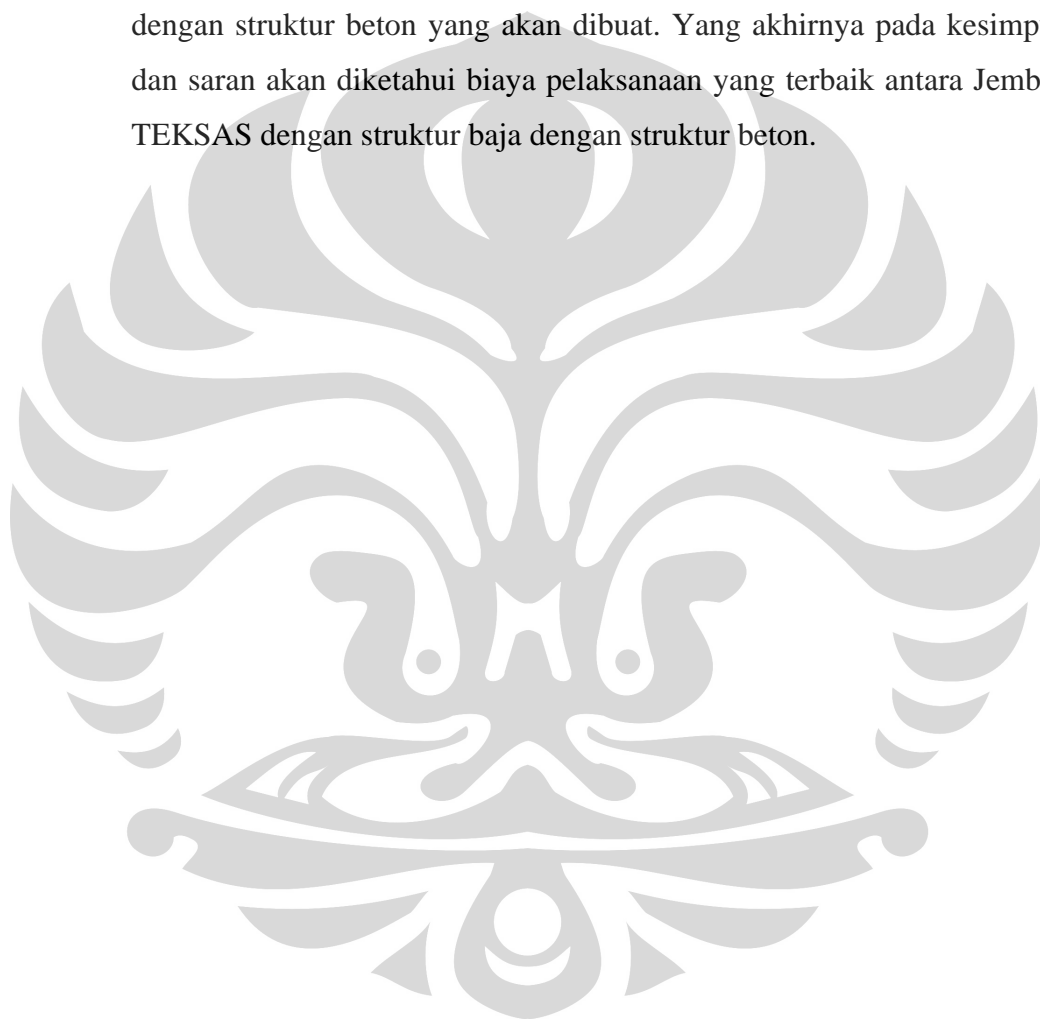 dengan struktur beton yang akan dibuat. Yang akhirnya pada kesimp
dan saran akan diketahui biaya pelaksanaan yang terbaik antara Jemb
TEKSAS dengan struktur baja dengan struktur beton.